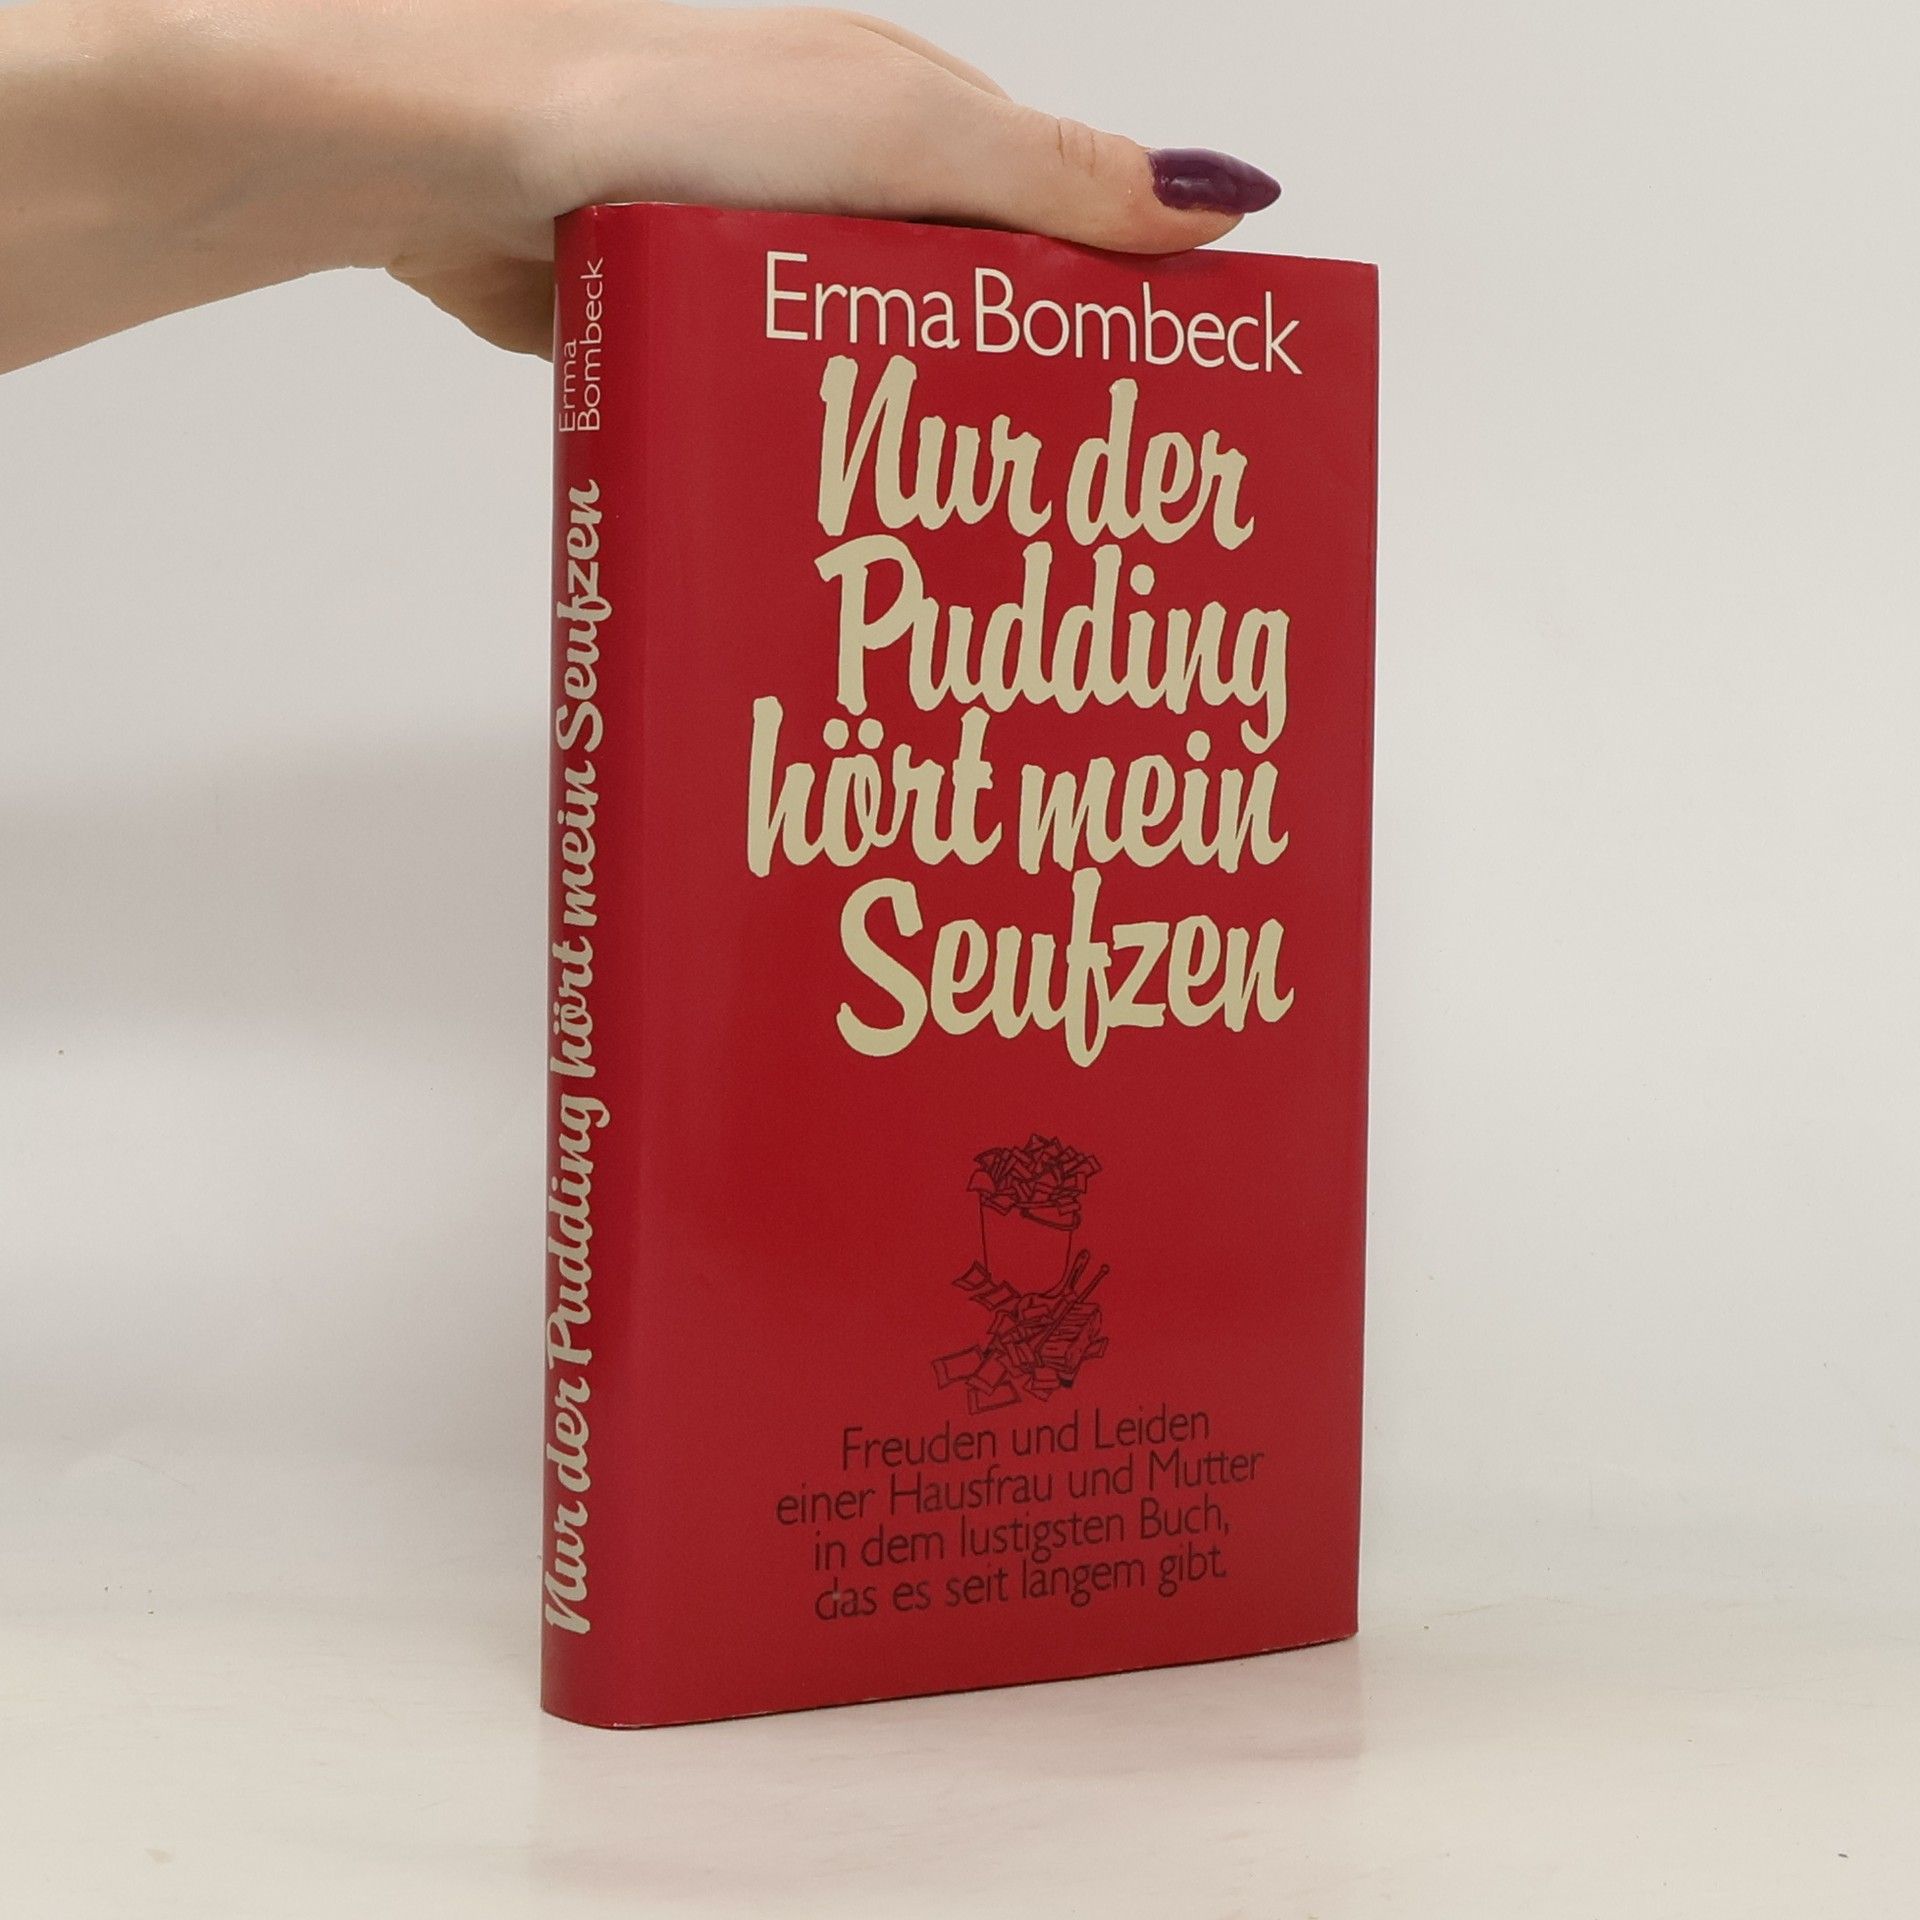 Erma
Bombeck
Nur der Pudding hört mein Seufzen
Erma Bombeck
Nur der
Pudding
hört mein
Seufzen
Freuden und Leiden
einer Hausfrau und Mutter
in dem lustigsten Buch,
das es seit langem gibt.